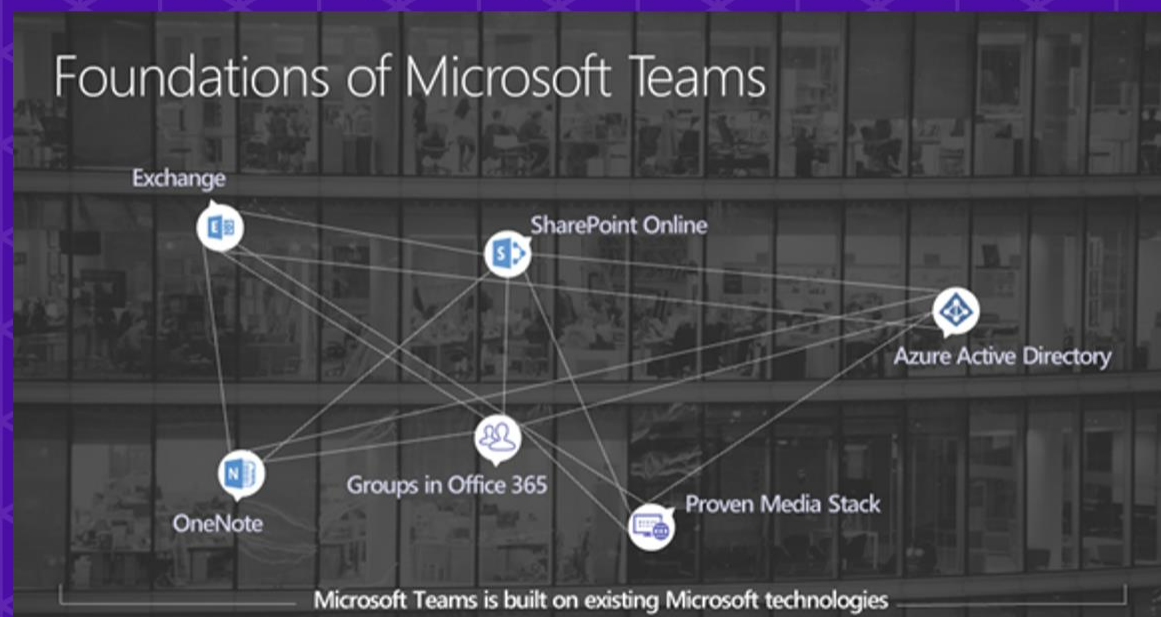 Foundations of Microsoft Teams
Exchange
E
SharePoint Online
S
Azure Active Directory
Groups in Office 365
N
OneNote
Proven Media Stack
Microsoft Teams is built on existing Microsoft technologies